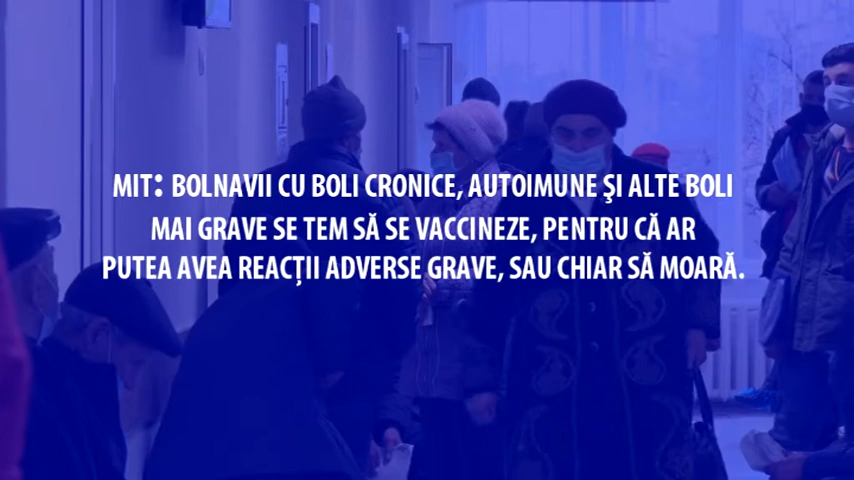 MIT: BOLNAVII CU BOLI CRONICE, AUTOIMUNE ŞI ALTE BOLI
MAI GRAVE SE TEM SĂ SE VACCINEZE, PENTRU CĂ AR
PUTEA AVEA REACȚII ADVERSE GRAVE, SAU CHIAR SĂ MOARĂ.